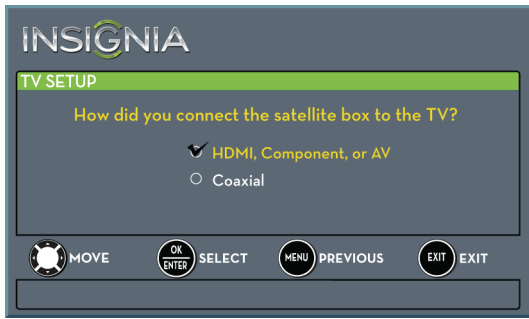 INSIGNIA
TV SETUP
How did you connect the satellite box to the TV?
HDMI, Component, or AV
Coaxial
MOVE OK ENTER SELECT MENU PREVIOUS EXIT EXIT